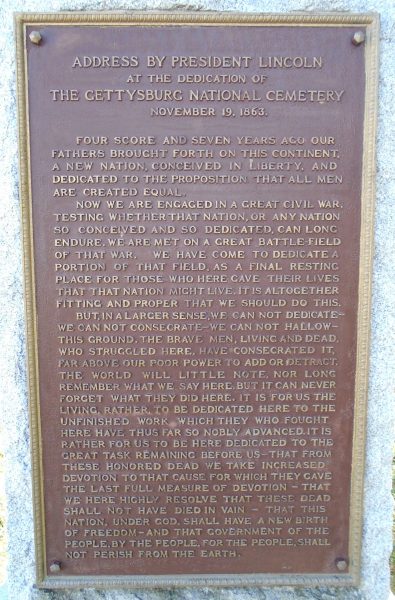 ADDRESS BY PRESIDENT LINCOLN
AT THE DEDICATION OF
THE GETTYSBURG NATIONAL CEMETERY
NOVEMBER 19, 1863.
FOUR SCORE AND SEVEN YEARS AGO OUR
FATHERS BROUGHT FORTH ON THIS CONTINENT,
A NEW NATION, CONCEIVED IN LIBERTY, AND
DEDICATED TO THE PROPOSITION THAT ALL MEN
ARE CREATED EQUAL.
NOW WE ARE ENGAGED IN A GREAT CIVIL WAR,
TESTING WHETHER THAT NATION, OR ANY NATION
SO CONCEIVED AND SO DEDICATED, CAN LONG
ENDURE. WE ARE MET ON A GREAT BATTLE-FIELD
OF THAT WAR. WE HAVE COME TO DEDICATE A
PORTION OF THAT FIELD, AS A FINAL RESTING
PLACE FOR THOSE WHO HERE GAVE THEIR LIVES
THAT THAT NATION MIGHT LIVE. IT IS ALTOGETHER
FITTING AND PROPER THAT WE SHOULD DO THIS.
BUT, IN A LARGER SENSE, WE CAN NOT DEDICATE—
WE CAN NOT CONSECRATE—WE CAN NOT HALLOW—
THIS GROUND. THE BRAVE MEN, LIVING AND DEAD,
WHO STRUGGLED HERE, HAVE CONSECRATED IT,
FAR ABOVE OUR POOR POWER TO ADD OR DETRACT.
THE WORLD WILL LITTLE NOTE, NOR LONG
REMEMBER WHAT WE SAY HERE, BUT IT CAN NEVER
FORGET WHAT THEY DID HERE. IT IS FOR US THE
LIVING, RATHER, TO BE DEDICATED HERE TO THE
UNFINISHED WORK WHICH THEY WHO FOUGHT
HERE HAVE THUS FAR SO NOBLY ADVANCED. IT IS
RATHER FOR US TO BE HERE DEDICATED TO THE
GREAT TASK REMAINING BEFORE US—THAT FROM
THESE HONORED DEAD WE TAKE INCREASED
DEVOTION TO THAT CAUSE FOR WHICH THEY GAVE
THE LAST FULL MEASURE OF DEVOTION — THAT
WE HERE HIGHLY RESOLVE THAT THESE DEAD
SHALL NOT HAVE DIED IN VAIN — THAT THIS
NATION, UNDER GOD, SHALL HAVE A NEW BIRTH
OF FREEDOM—AND THAT GOVERNMENT OF THE
PEOPLE, BY THE PEOPLE, FOR THE PEOPLE, SHALL
NOT PERISH FROM THE EARTH.